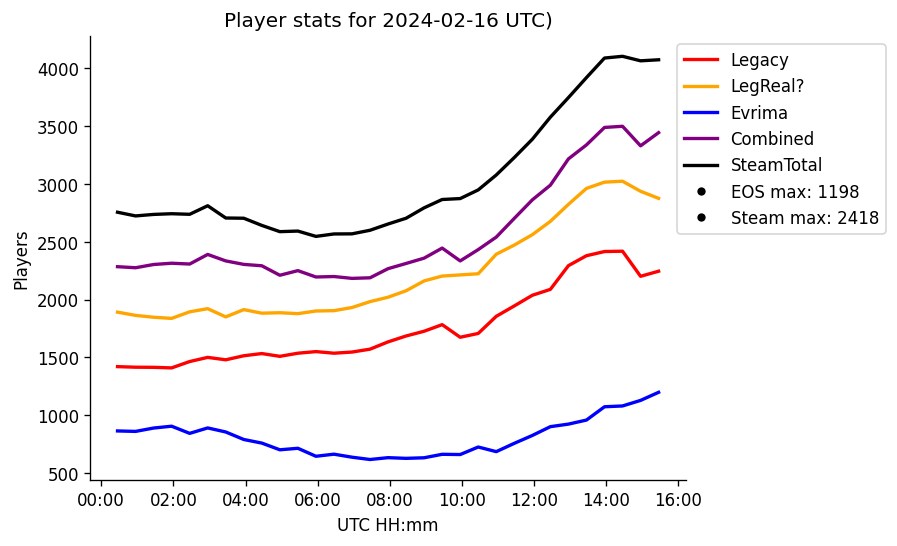 Player stats for 2024-02-16 UTC)
Players
4000
3500
3000
2500
2000
1500
1000
500
00:00 02:00 04:00 06:00 08:00 10:00 12:00 14:00 16:00
UTC HH:mm
Legacy
LegReal?
Evrima
Combined
SteamTotal
EOS max: 1198
Steam max: 2418